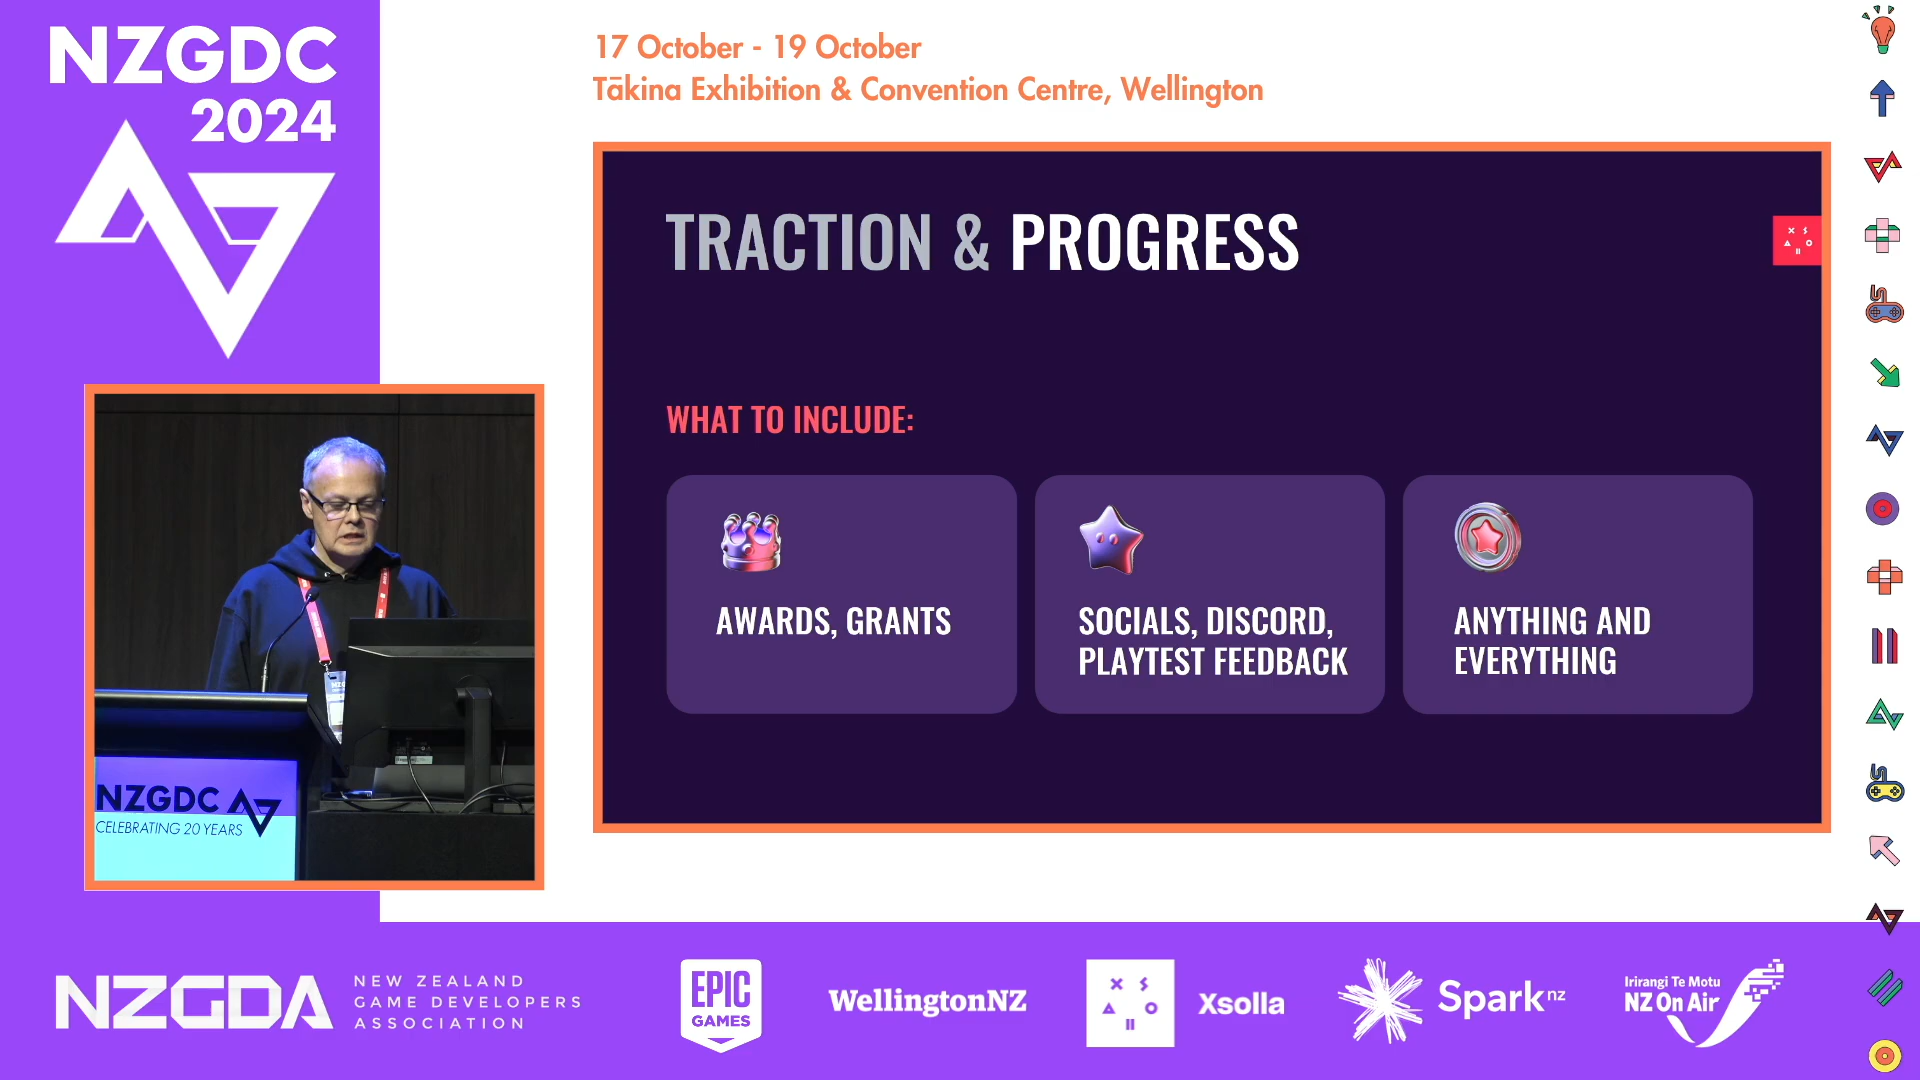 NZGDC
2024
17 October - 19 October
Tākina Exhibition & Convention Centre, Wellington
TRACTION & PROGRESS
WHAT TO INCLUDE:
AWARDS, GRANTS
SOCIALS, DISCORD,
PLAYTEST FEEDBACK
ANYTHING AND
EVERYTHING
NZGDC
CELEBRATING 20 YEARS
NZGDA
NEW ZEALAND
GAME DEVELOPERS
ASSOCIATION
EPIC
GAMES
WellingtonNZ
Xsolla
Spark nz
Irirangi Te Motu
NZ On Air